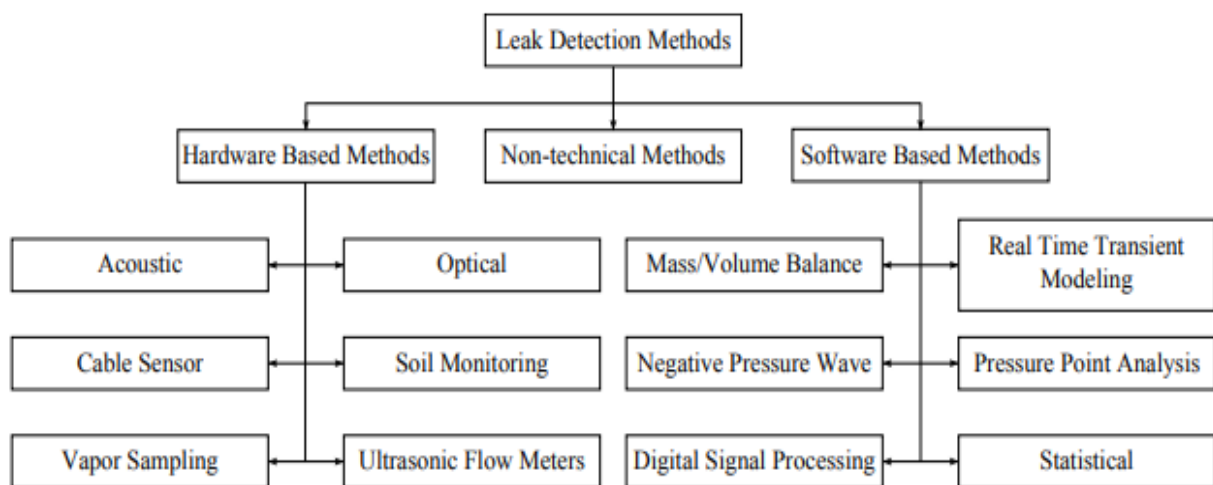 Leak Detection Methods
Hardware Based Methods
Non-technical Methods
Software Based Methods
Acoustic
Optical
Mass/Volume Balance
Real Time Transient
Modeling
Cable Sensor
Soil Monitoring
Negative Pressure Wave
Pressure Point Analysis
Vapor Sampling
Ultrasonic Flow Meters
Digital Signal Processing
Statistical